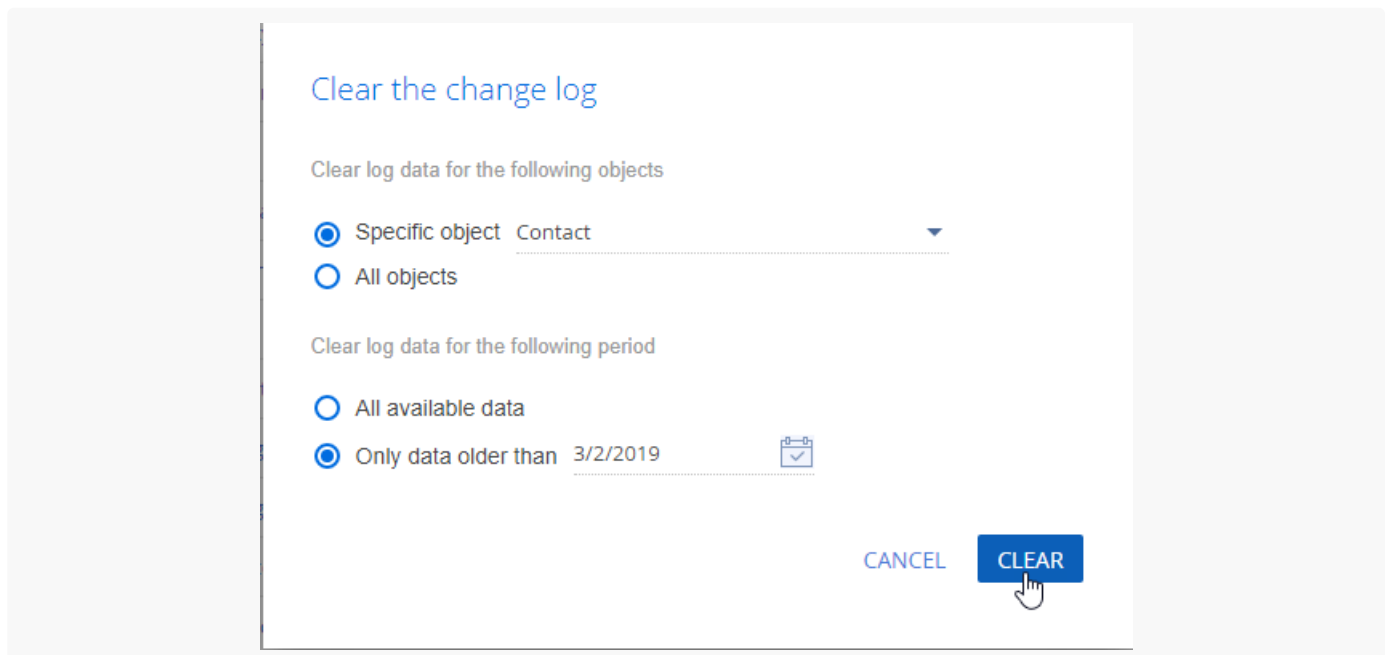 Clear the change log
Clear log data for the following objects
Specific object Contact
All objects
Clear log data for the following period
All available data
Only data older than 3/2/2019
CANCEL CLEAR